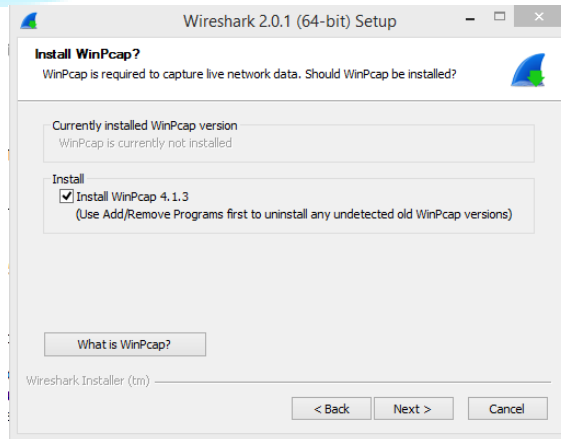 Wireshark 2.0.1 (64-bit) Setup
Install WinPcap?
WinPcap is required to capture live network data. Should WinPcap be installed?
Currently installed WinPcap version
WinPcap is currently not installed
Install
Install WinPcap 4.1.3
(Use Add/Remove Programs first to uninstall any undetected old WinPcap versions)
What is WinPcap?
Wireshark Installer (tm)
< Back
Next >
Cancel